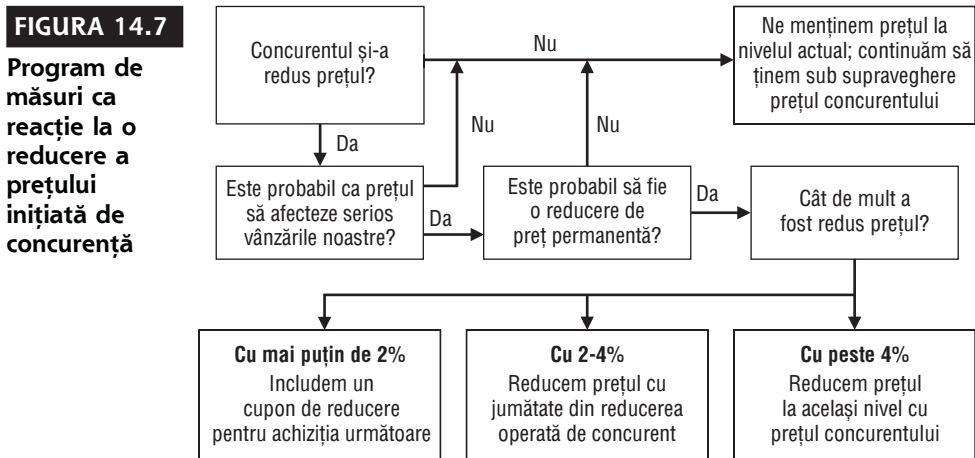 FIGURA 14.7
Program de
măsuri ca
reacție la o
reducere a
prețului
inițiată de
concurență
Concurentul și-a
redus prețul?
Nu
Ne menținem prețul la
nivelul actual; continuăm să
ținem sub supraveghere
prețul concurentului
Da
Nu
Nu
Este probabil ca prețul
să afecteze serios
vânzările noastre?
Da
Este probabil să fie
o reducere de
preț permanentă?
Da
Cât de mult a
fost redus prețul?
Cu mai puțin de 2%
Includem un
cupon de reducere
pentru achiziția următoare
Cu 2-4%
Reducem prețul cu
jumătate din reducerea
operată de concurent
Cu peste 4%
Reducem prețul
la același nivel cu
prețul concurentului